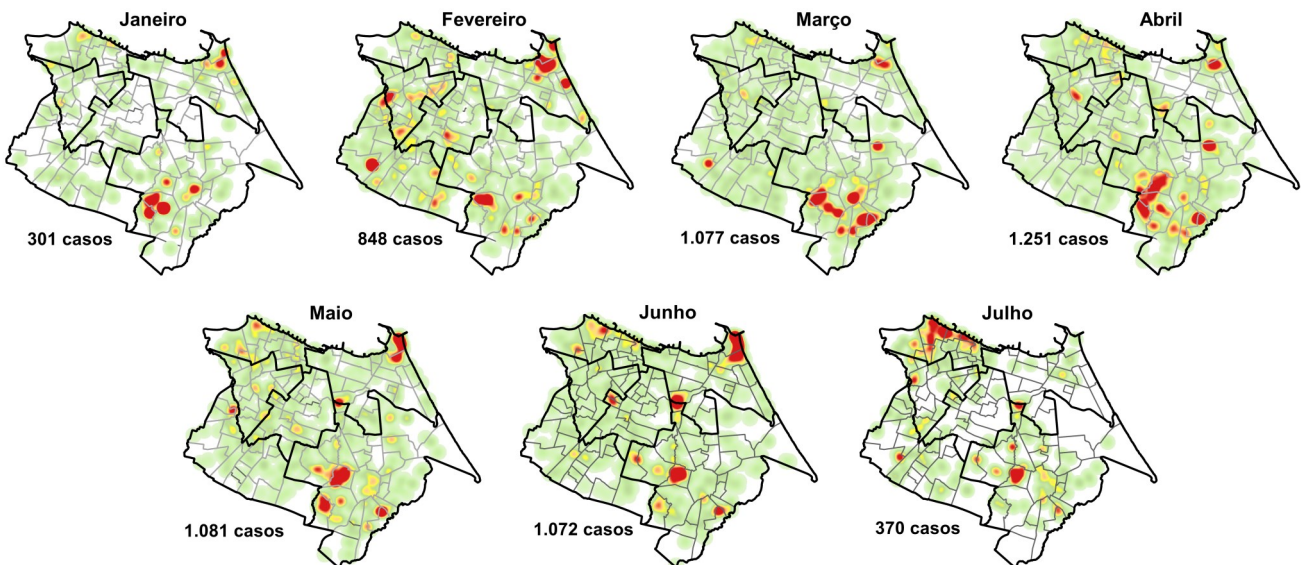 Janeiro
Fevereiro
Março
Abril
301 casos
848 casos
1.077 casos
1.251 casos
Maio
Junho
Julho
1.081 casos
1.072 casos
370 casos